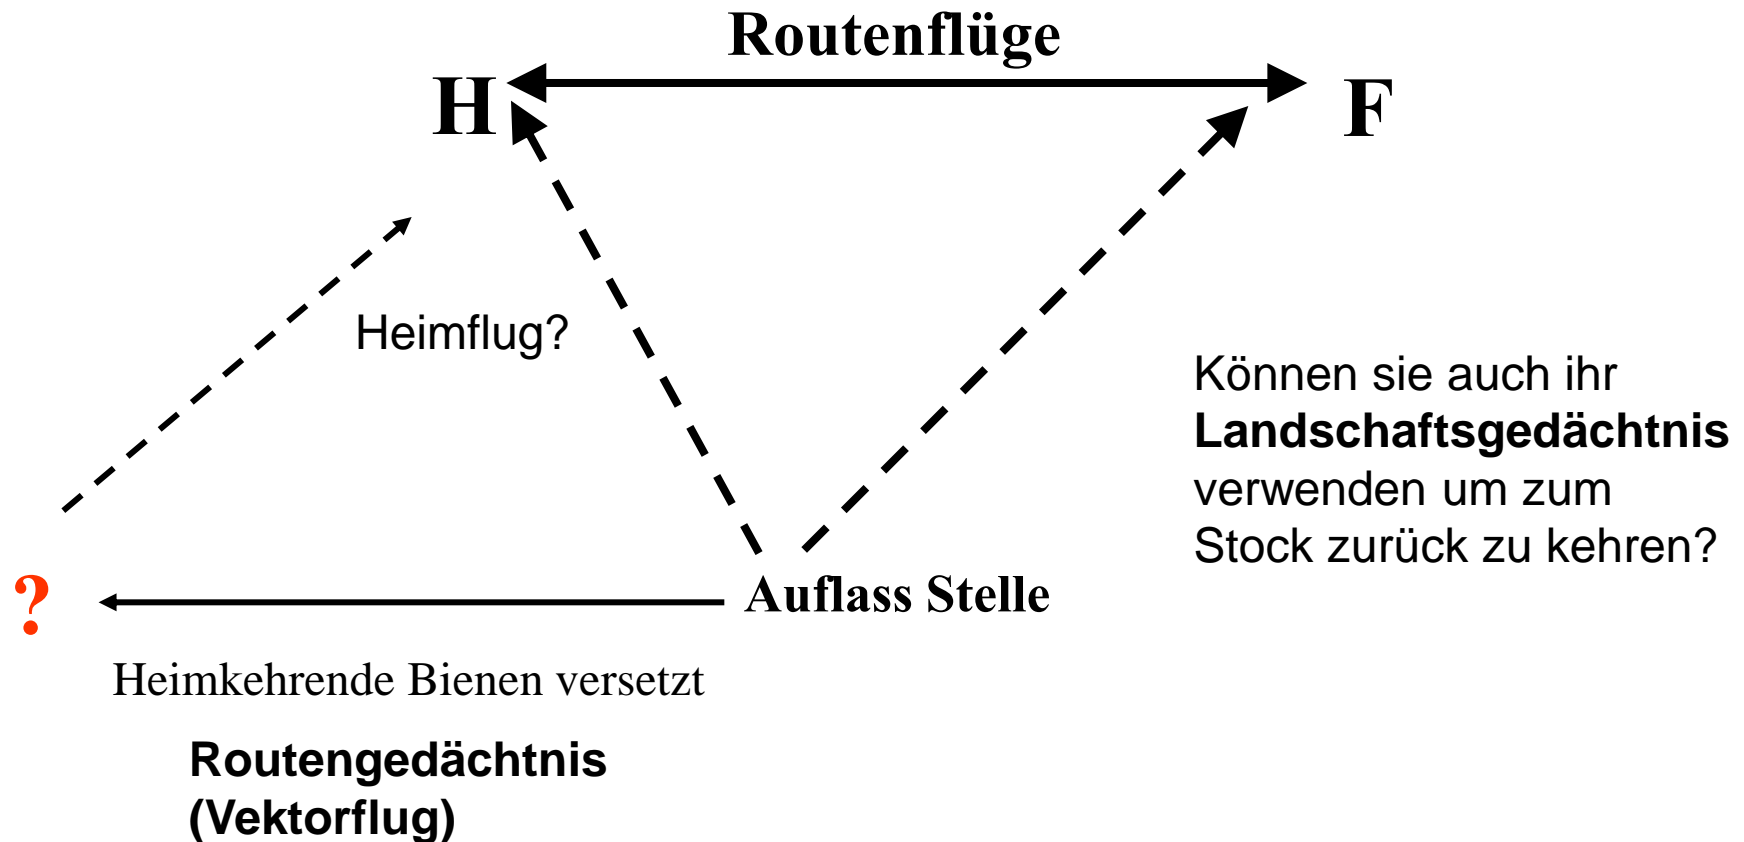 Routenflüge
H
F
Heimflug?
Können sie auch ihr
Landschaftsgedächtnis
verwenden um zum
Stock zurück zu kehren?
?
Auflass Stelle
Heimkehrende Bienen versetzt
Routengedächtnis
(Vektorflug)